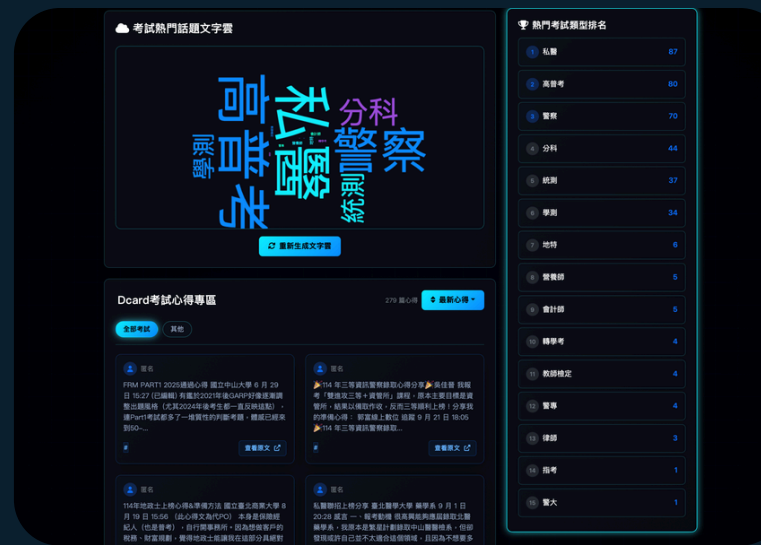 考試熱門話題文字雲
高普考
私醫
分科
警察
學測
統測
重新生成文字雲
Dcard考試心得專區
279 篇心得
最新心得
全部考試
其他
匿名
FRM PART1 2025通過心得 國立中山大學 6 月 29
日 15:27 (已編輯) 有鑑於2021年後GARP好像逐漸調
整出題風格（尤其2024年後考生都一直反映這點），
連Part1考試都多了一堆質性的判斷考題，體感已經來
到50~...
#
查看原文
匿名
🎉114 年三等資訊警察錄取心得分享🎉吳佳晉 我報
考「雙進攻三等＋資管所」課程，原本主要目標是資
管所，結果以備取作收，反而三等順利上榜！分享我
的準備心得： 郭富線上數位 追蹤 9 月 21 日 18:05
🎉114 年三等資訊警察錄取...
#
查看原文
匿名
114年地政士上榜心得&準備方法 國立臺北商業大學 8
月 19 日 15:56 （此心得文為代PO） 本身是保險經
紀人（也是普考），自行開事務所。因為想做客戶的
稅務、財富規劃，覺得地政士能讓我在這部分具絕對
匿名
私醫聯招上榜分享 臺北醫學大學 藥學系 9 月 1 日
20:28 感言 一、報考動機 很高興能夠應屆錄取北醫
藥學系，我原本是繁星計劃錄取中山醫醫檢系，但卻
發現或許自己並不太適合這個領域，且因為不想要多
熱門考試類型排名
1 私醫 87
2 高普考 80
3 警察 70
4 分科 44
5 統測 37
6 學測 34
7 地特 6
8 營養師 5
9 會計師 5
10 轉學考 4
11 教師檢定 4
12 警專 4
13 律師 3
14 指考 1
15 警大 1